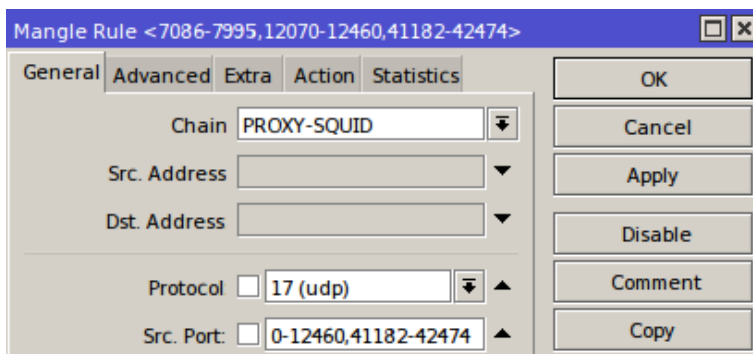 Mangle Rule <7086-7995,12070-12460,41182-42474>
General Advanced Extra Action Statistics
OK
Chain PROXY-SQUID
Cancel
Src. Address
Apply
Dst. Address
Disable
Protocol 17 (udp)
Comment
Src. Port: 0-12460,41182-42474
Copy